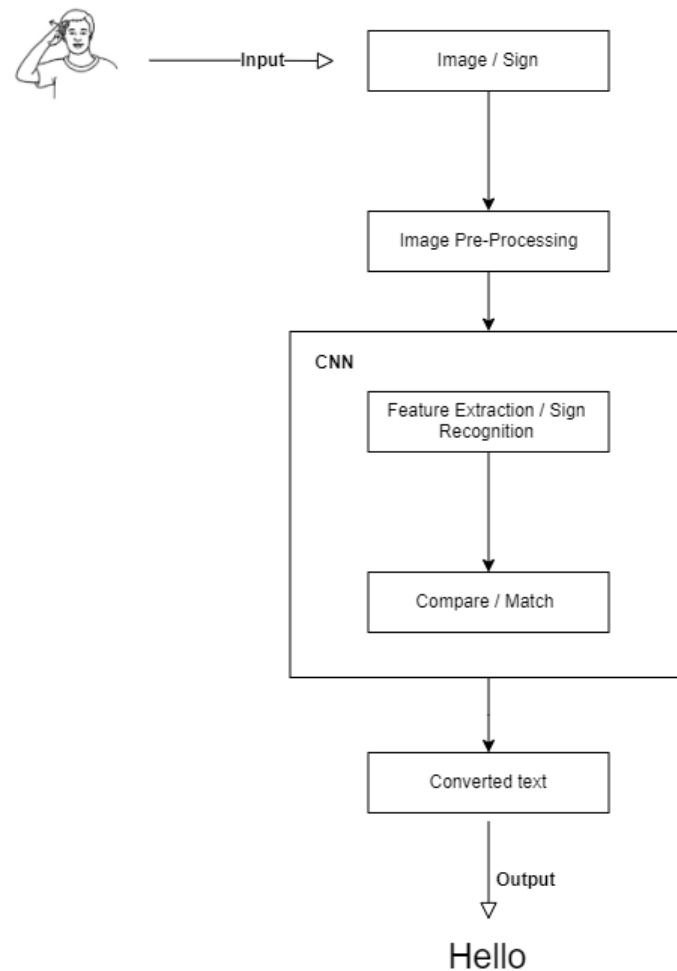 Input
Image / Sign
Image Pre-Processing
CNN
Feature Extraction / Sign
Recognition
Compare / Match
Converted text
Output
Hello